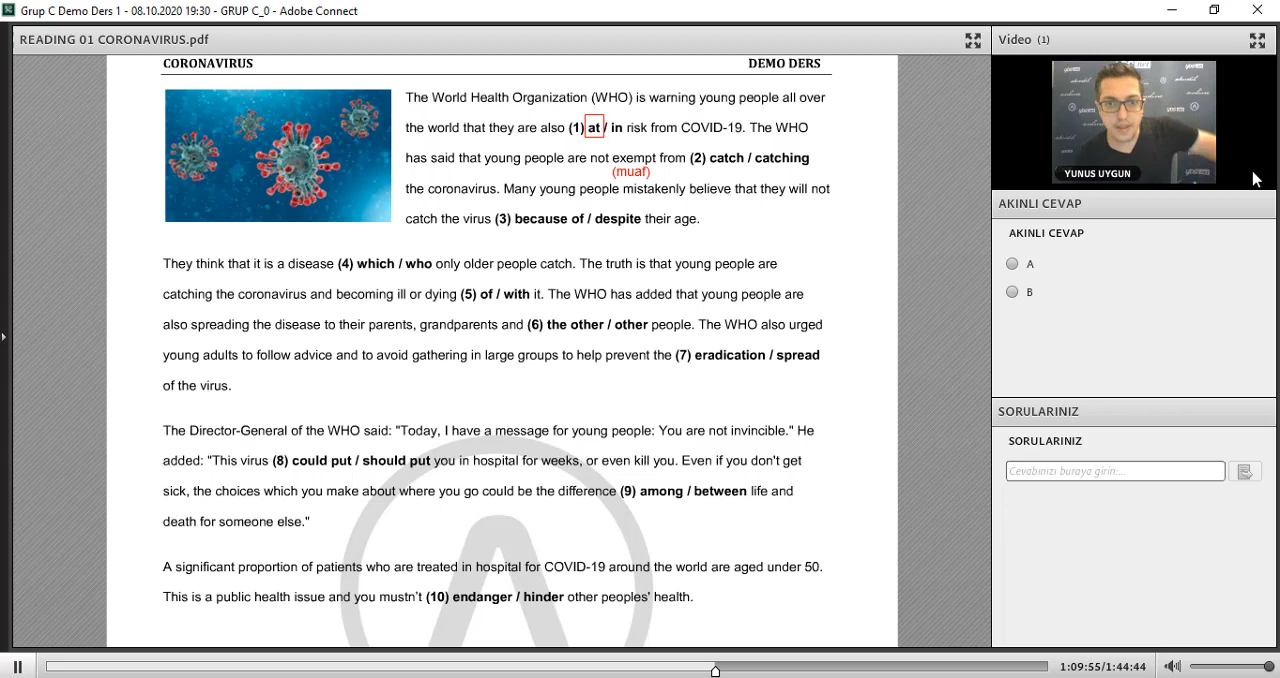 Grup C Demo Ders 1 - 08.10.2020 19:30 - GRUP C_0 - Adobe Connect
READING 01 CORONAVIRUS.pdf
CORONAVIRUS DEMO DERS
The World Health Organization (WHO) is warning young people all over
the world that they are also (1) at / in risk from COVID-19. The WHO
has said that young people are not exempt from (2) catch / catching
(muaf)
the coronavirus. Many young people mistakenly believe that they will not
catch the virus (3) because of / despite their age.
They think that it is a disease (4) which / who only older people catch. The truth is that young people are
catching the coronavirus and becoming ill or dying (5) of / with it. The WHO has added that young people are
also spreading the disease to their parents, grandparents and (6) the other / other people. The WHO also urged
young adults to follow advice and to avoid gathering in large groups to help prevent the (7) eradication / spread
of the virus.
The Director-General of the WHO said: "Today, I have a message for young people: You are not invincible." He
added: "This virus (8) could put / should put you in hospital for weeks, or even kill you. Even if you don't get
sick, the choices which you make about where you go could be the difference (9) among / between life and
death for someone else."
A significant proportion of patients who are treated in hospital for COVID-19 around the world are aged under 50.
This is a public health issue and you mustn't (10) endanger / hinder other peoples' health.
Video (1)
YUNUS UYGUN
AKINLI CEVAP
AKINLI CEVAP
A
B
SORULARINIZ
SORULARINIZ
Cevabınızı buraya girin:...
1:09:55/1:44:44